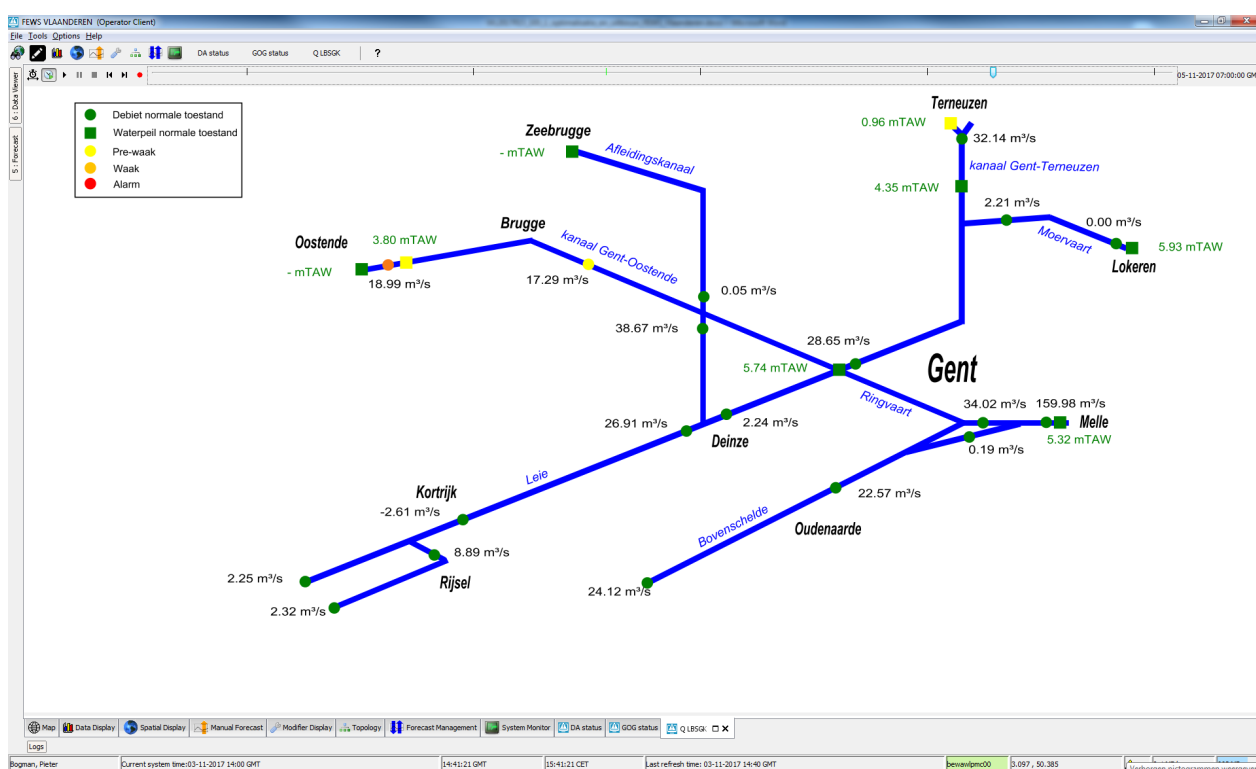 FEWS VLAANDEREN (Operator Client)
File Tools Options Help
DA status GOG status Q LBSGK ?
05-11-2017 07:00:00 GM
6 : Data Viewer
5 : Forecast
Debiet normale toestand
Waterpeil normale toestand
Pre-waak
Waak
Alarm
Terneuzen
0.96 mTAW
32.14 m³/s
Zeebrugge
- mTAW
Afleidingskanaal
kanaal Gent-Terneuzen
4.35 mTAW
2.21 m³/s
0.00 m³/s
Moervaart
5.93 mTAW
Lokeren
Brugge
Oostende
3.80 mTAW
kanaal Gent-Oostende
- mTAW
18.99 m³/s
17.29 m³/s
0.05 m³/s
38.67 m³/s
28.65 m³/s
5.74 mTAW
Gent
Ringvaart
34.02 m³/s
159.98 m³/s
Melle
5.32 mTAW
0.19 m³/s
26.91 m³/s
2.24 m³/s
Deinze
Leie
Kortrijk
-2.61 m³/s
22.57 m³/s
Oudenaarde
Bovenschelde
8.89 m³/s
2.25 m³/s
Rijsel
24.12 m³/s
2.32 m³/s
Map Data Display Spatial Display Manual Forecast Modifier Display Topology Forecast Management System Monitor DA status GOG status Q LBSGK
Logs
Bogman, Pieter Current system time:03-11-2017 14:00 GMT 14:41:21 GMT 15:41:21 CET Last refresh time: 03-11-2017 14:40 GMT bewawlpmc00 3.097 , 50.385